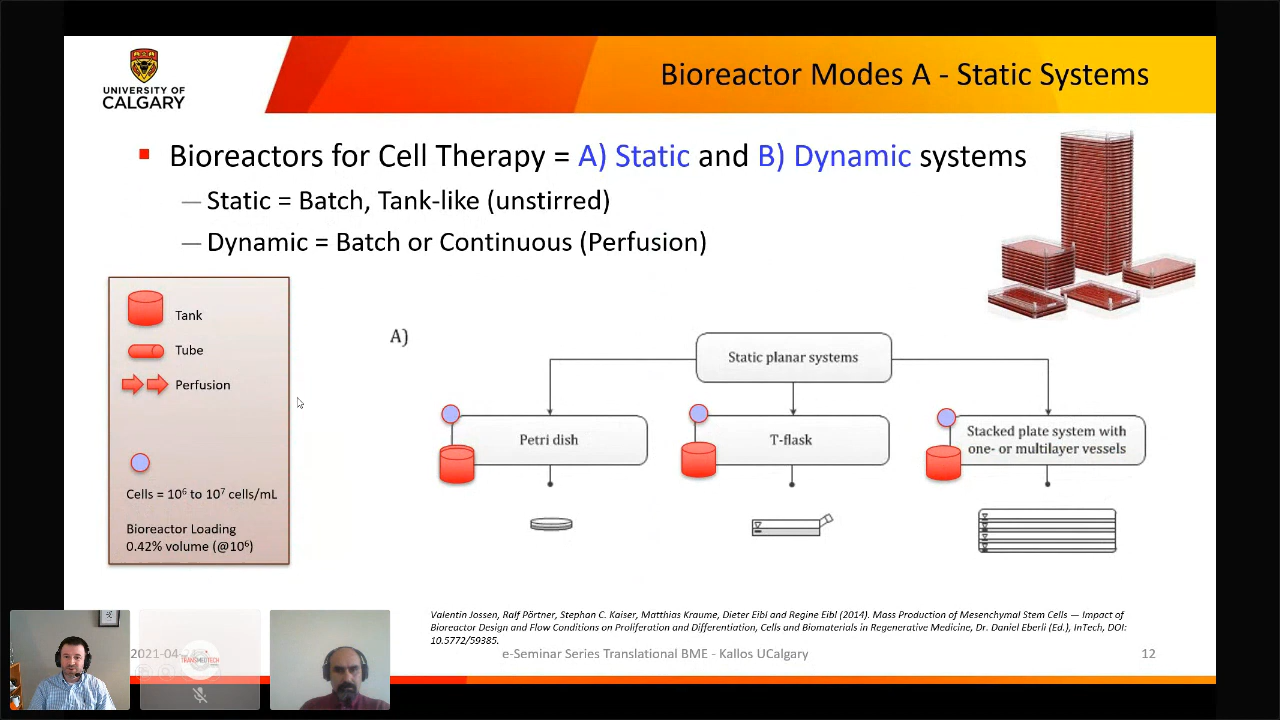 UNIVERSITY OF
CALGARY
Bioreactor Modes A - Static Systems
Bioreactors for Cell Therapy = A) Static and B) Dynamic systems
— Static = Batch, Tank-like (unstirred)
— Dynamic = Batch or Continuous (Perfusion)
Tank
Tube
Perfusion
Cells = 10⁶ to 10⁷ cells/mL
Bioreactor Loading
0.42% volume (@10⁶)
A)
Static planar systems
Petri dish
T-flask
Stacked plate system with
one- or multilayer vessels
Valentin Jossen, Ralf Pörtner, Stephan C. Kaiser, Matthias Kraume, Dieter Eibl and Regine Eibl (2014). Mass Production of Mesenchymal Stem Cells — Impact of
Bioreactor Design and Flow Conditions on Proliferation and Differentiation, Cells and Biomaterials in Regenerative Medicine, Dr. Daniel Eberli (Ed.), InTech, DOI:
10.5772/59385.
2021-04
TRANSMEDTECH
e-Seminar Series Translational BME - Kallos UCalgary
12